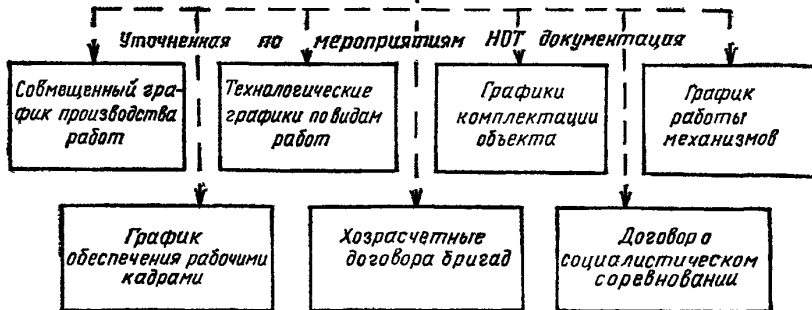 Уточненная по мероприятиям НОТ документация
Совмещенный гра-
фик производства
работ
Технологические
графики по видам
работ
Графики
комплектации
объекта
График
работы
механизмов
График
обеспечения рабочими
кадрами
Хозрасчетные
договора бригад
Договор о
социалистическом
соревновании